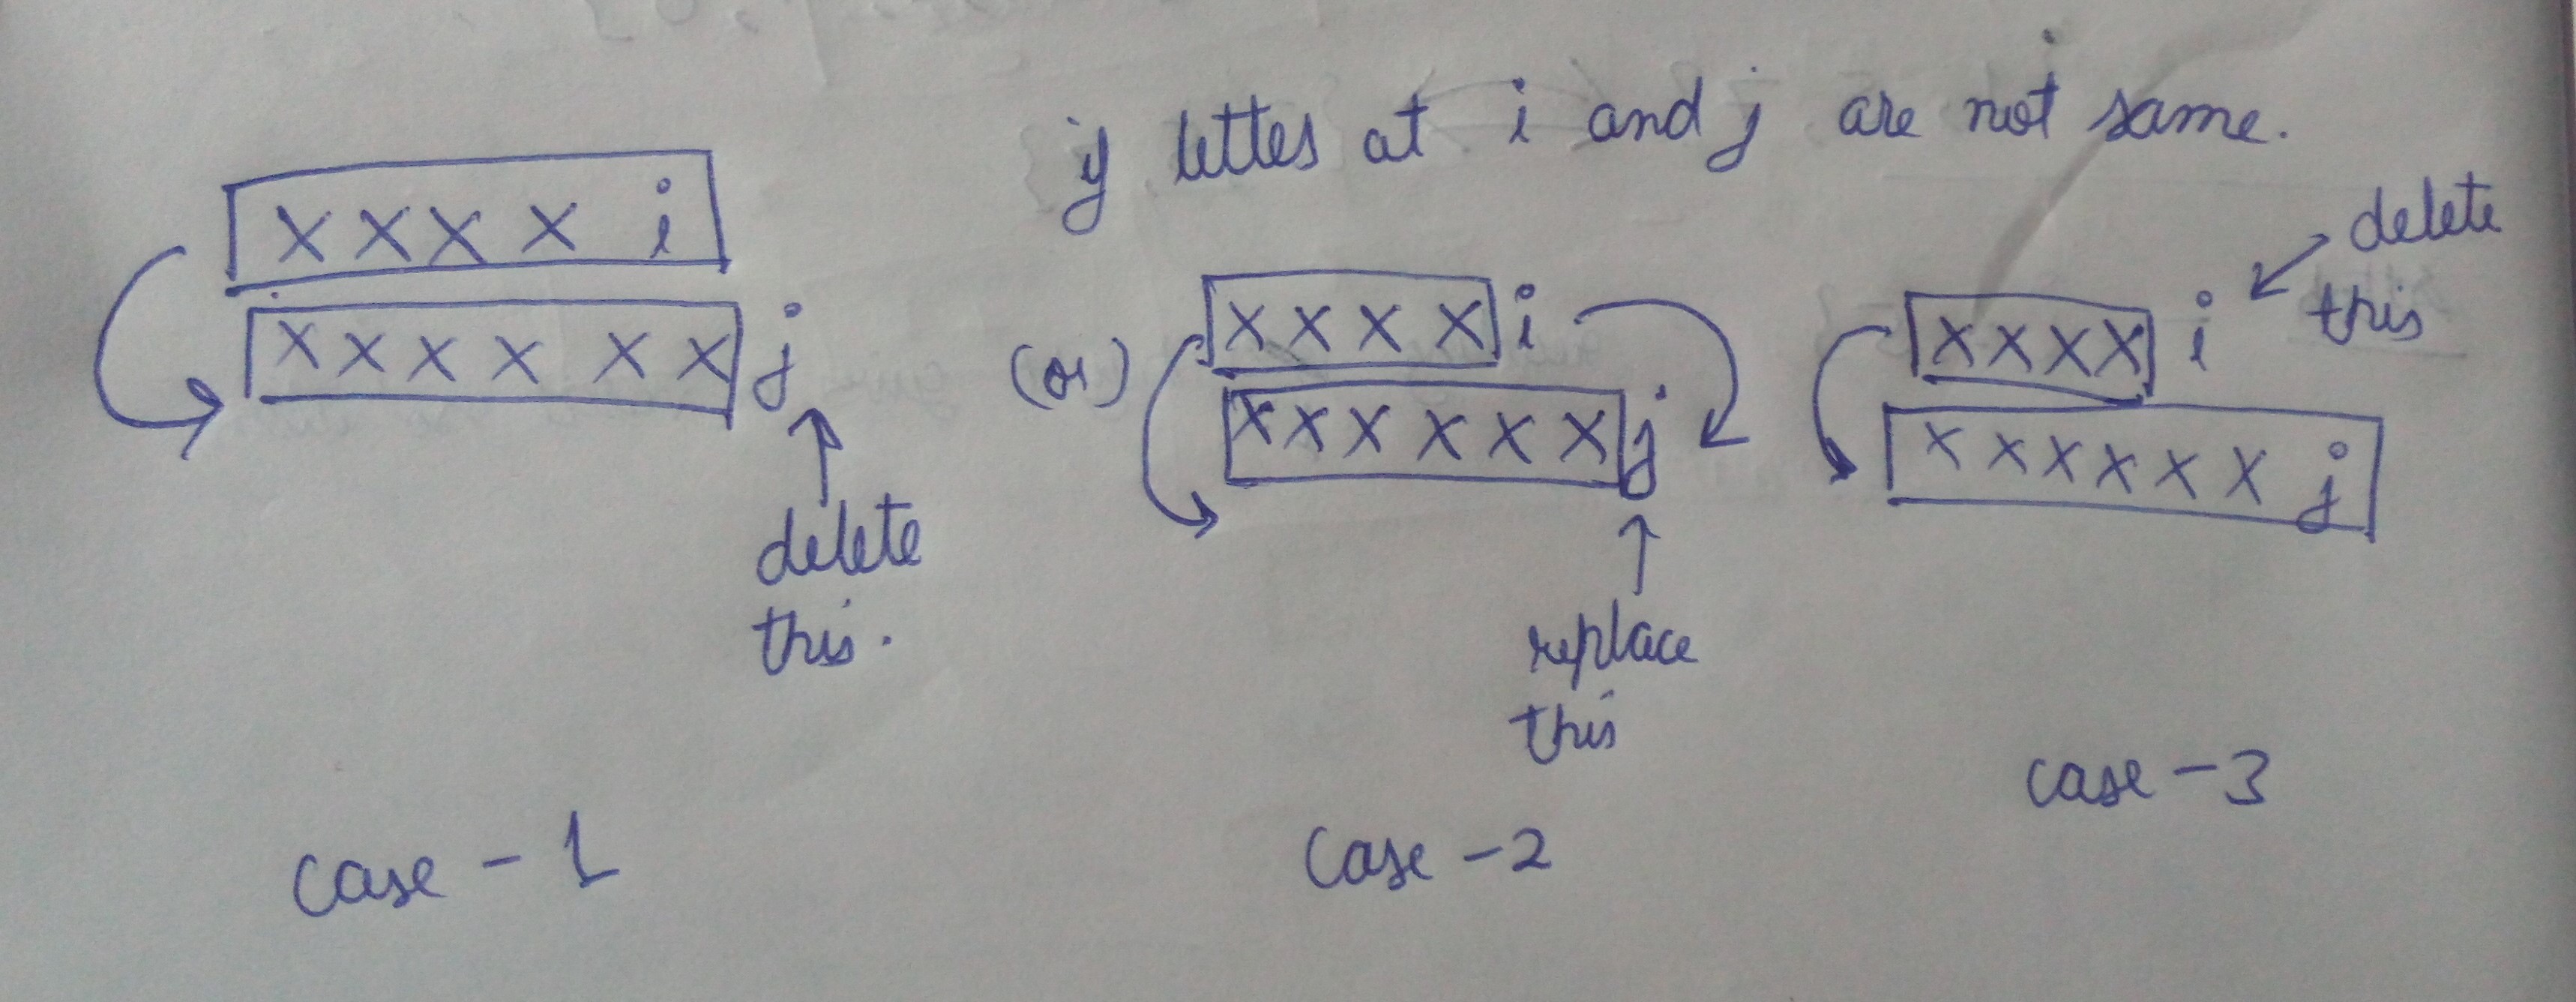 if lettes at i and j are not same.
X X X X i
X X X X X X j
delete
this.
case - 1
(or)
X X X X i
X X X X X X j
replace
this
case - 2
delete
this
X X X X i
X X X X X X j
case - 3